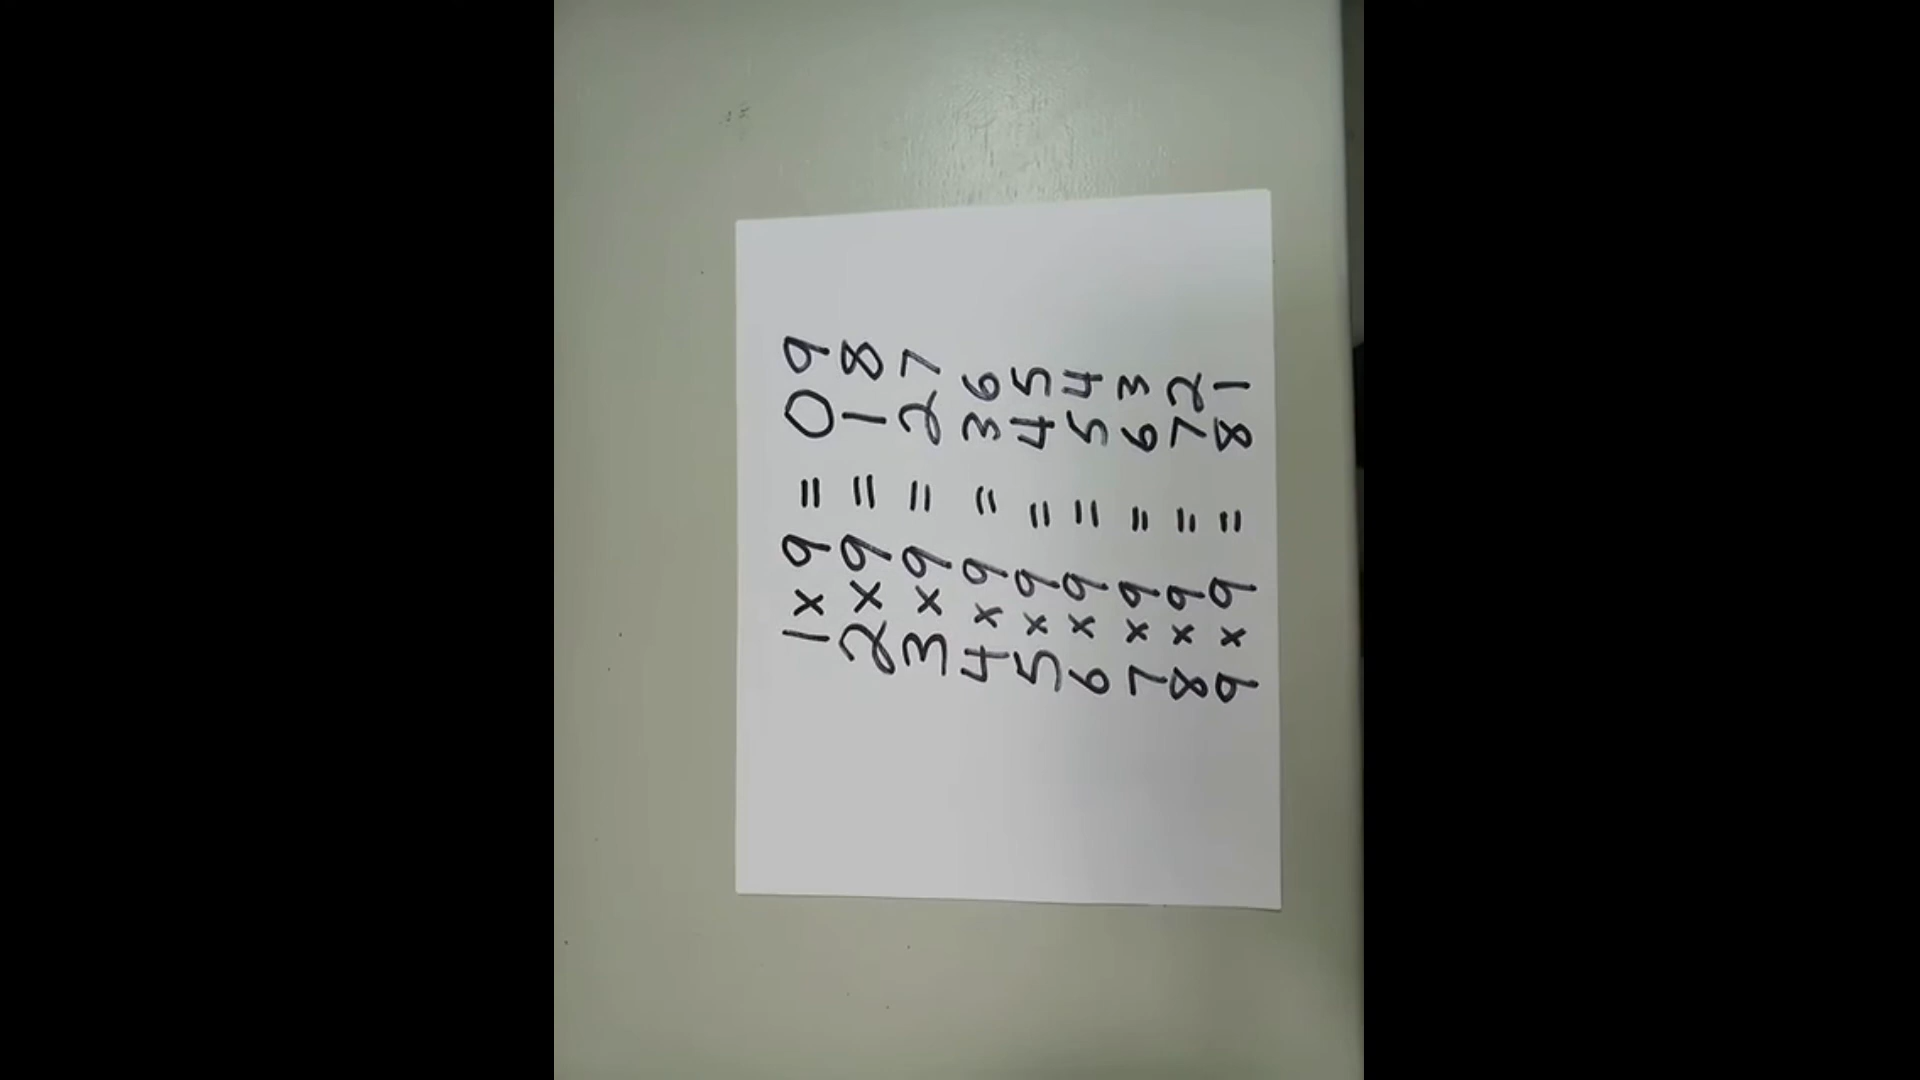 1 x 9 = 09
2 x 9 = 18
3 x 9 = 27
4 x 9 = 36
5 x 9 = 45
6 x 9 = 54
7 x 9 = 63
8 x 9 = 72
9 x 9 = 81